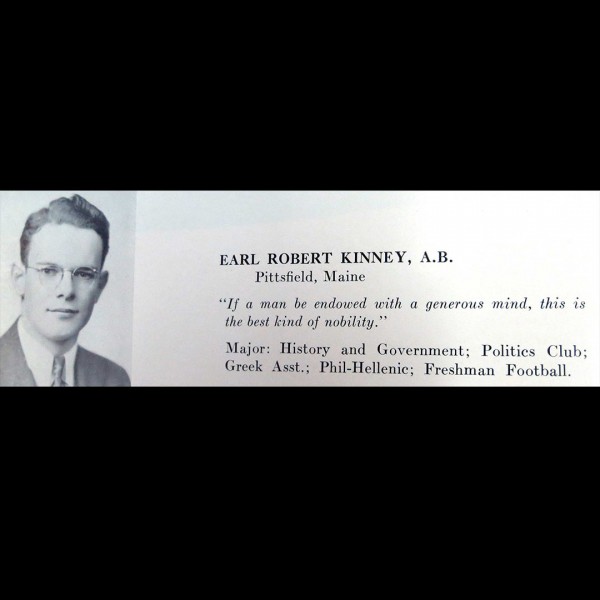 EARL ROBERT KINNEY, A.B.
Pittsfield, Maine
“If a man be endowed with a generous mind, this is
the best kind of nobility.”
Major: History and Government; Politics Club;
Greek Asst.; Phil-Hellenic; Freshman Football.